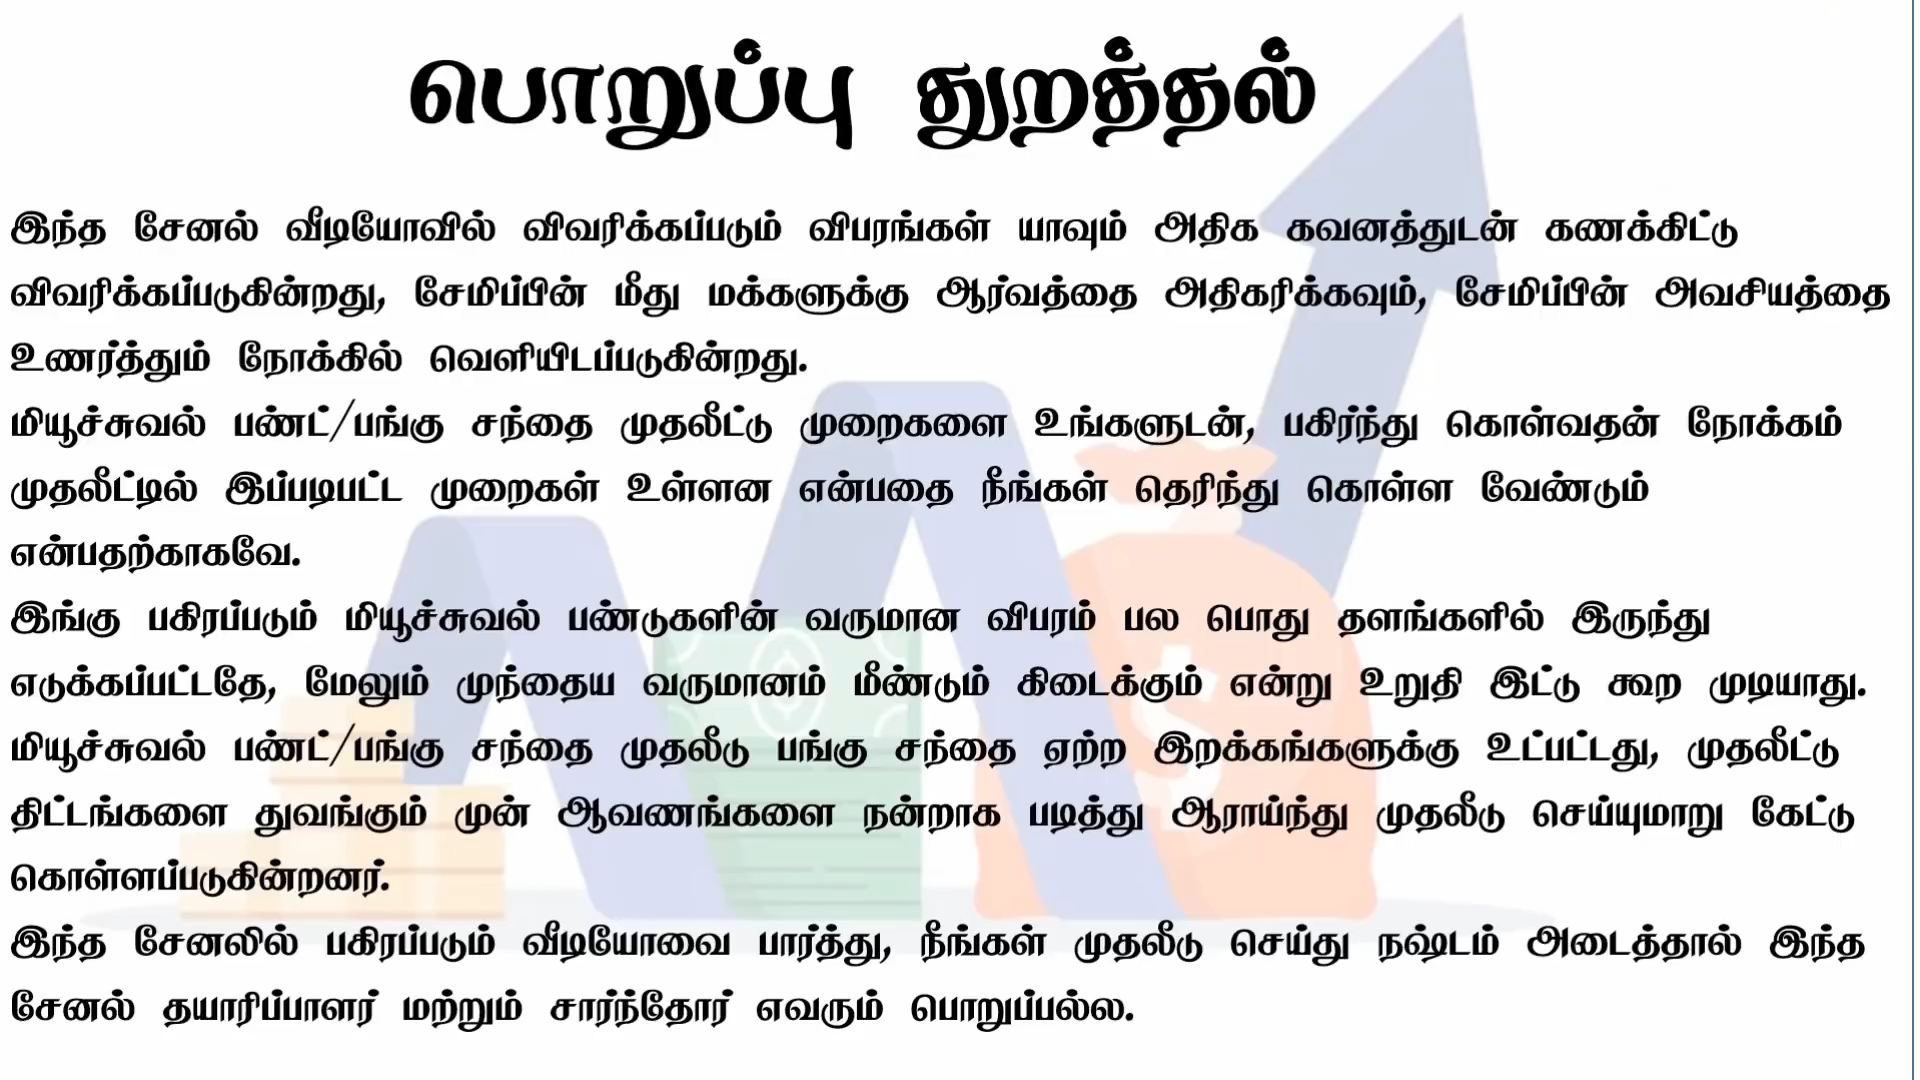 பொறுப்பு துறத்தல்
இந்த சேனல் வீடியோவில் விவரிக்கப்படும் விபரங்கள் யாவும் அதிக கவனத்துடன் கணக்கிட்டு
விவரிக்கப்படுகின்றது, சேமிப்பின் மீது மக்களுக்கு ஆர்வத்தை அதிகரிக்கவும், சேமிப்பின் அவசியத்தை
உணர்த்தும் நோக்கில் வெளியிடப்படுகின்றது.
மியூச்சுவல் பண்ட்/பங்கு சந்தை முதலீட்டு முறைகளை உங்களுடன், பகிர்ந்து கொள்வதன் நோக்கம்
முதலீட்டில் இப்படிபட்ட முறைகள் உள்ளன என்பதை நீங்கள் தெரிந்து கொள்ள வேண்டும்
என்பதற்காகவே.
இங்கு பகிரப்படும் மியூச்சுவல் பண்டுகளின் வருமான விபரம் பல பொது தளங்களில் இருந்து
எடுக்கப்பட்டதே, மேலும் முந்தைய வருமானம் மீண்டும் கிடைக்கும் என்று உறுதி இட்டு கூற முடியாது.
மியூச்சுவல் பண்ட்/பங்கு சந்தை முதலீடு பங்கு சந்தை ஏற்ற இறக்கங்களுக்கு உட்பட்டது, முதலீட்டு
திட்டங்களை துவங்கும் முன் ஆவணங்களை நன்றாக படித்து ஆராய்ந்து முதலீடு செய்யுமாறு கேட்டு
கொள்ளப்படுகின்றனர்.
இந்த சேனலில் பகிரப்படும் வீடியோவை பார்த்து, நீங்கள் முதலீடு செய்து நஷ்டம் அடைத்தால் இந்த
சேனல் தயாரிப்பாளர் மற்றும் சார்ந்தோர் எவரும் பொறுப்பல்ல.